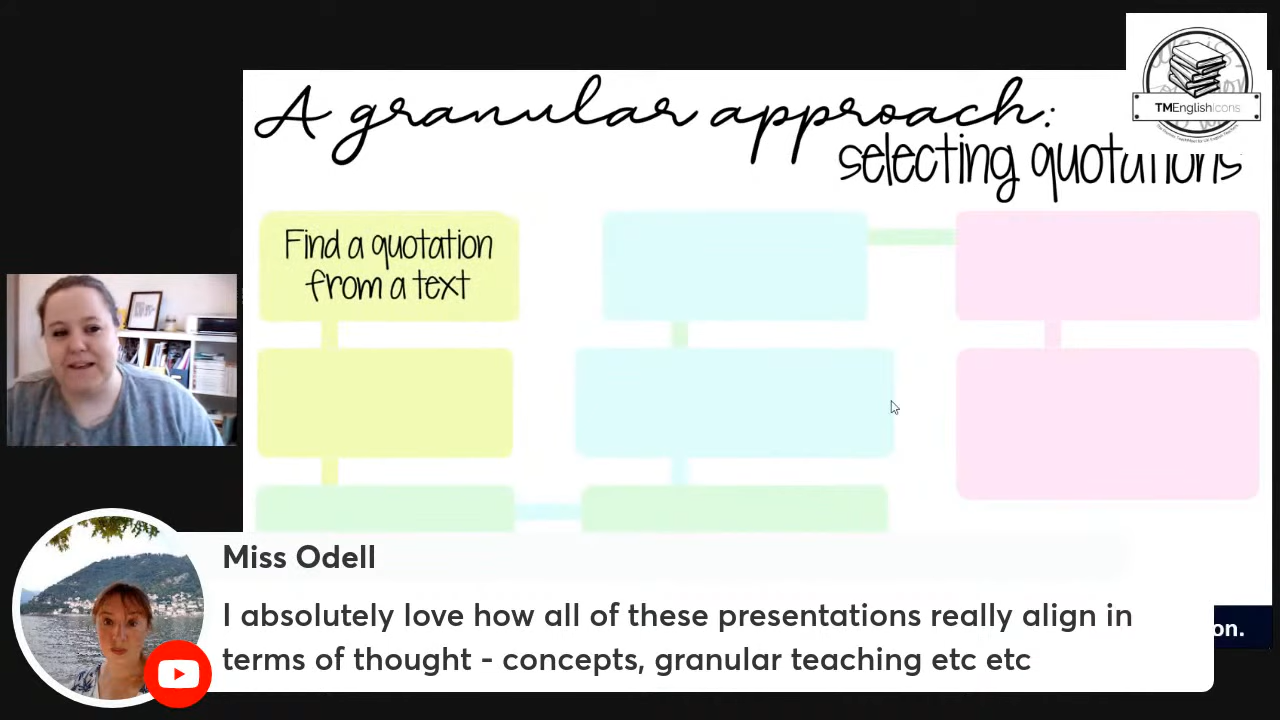 A granular approach:
selecting quotations
TMEnglishIcons
Find a quotation
from a text
Miss Odell
I absolutely love how all of these presentations really align in
terms of thought - concepts, granular teaching etc etc
on.